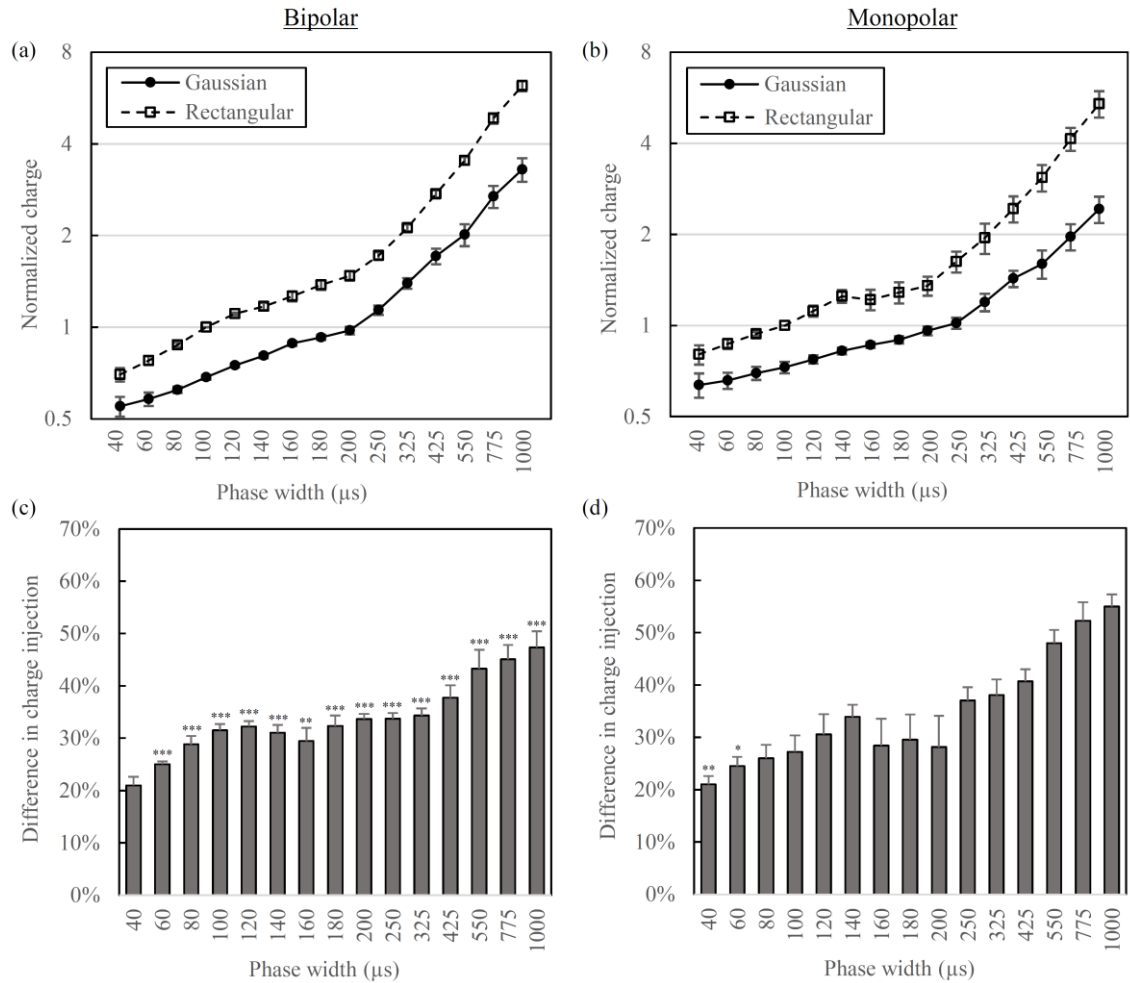 Bipolar
Monopolar
(a)
8
4
2
1
0.5
Normalized charge
Gaussian
Rectangular
40 60 80 100 120 140 160 180 200 250 325 425 550 775 1000
Phase width (µs)
(b)
8
4
2
1
0.5
Normalized charge
Gaussian
Rectangular
40 60 80 100 120 140 160 180 200 250 325 425 550 775 1000
Phase width (µs)
(c)
70%
60%
50%
40%
30%
20%
10%
0%
Difference in charge injection
*** *** *** *** *** ** *** *** *** *** *** *** *** ***
40 60 80 100 120 140 160 180 200 250 325 425 550 775 1000
Phase width (µs)
(d)
70%
60%
50%
40%
30%
20%
10%
0%
Difference in charge injection
** *
40 60 80 100 120 140 160 180 200 250 325 425 550 775 1000
Phase width (µs)